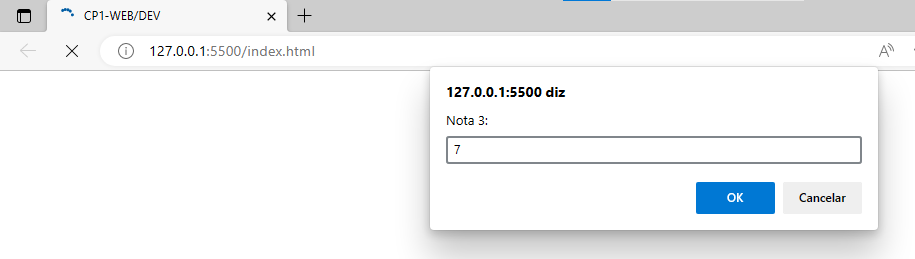 CP1-WEB/DEV
127.0.0.1:5500/index.html
127.0.0.1:5500 diz
Nota 3:
7
OK
Cancelar